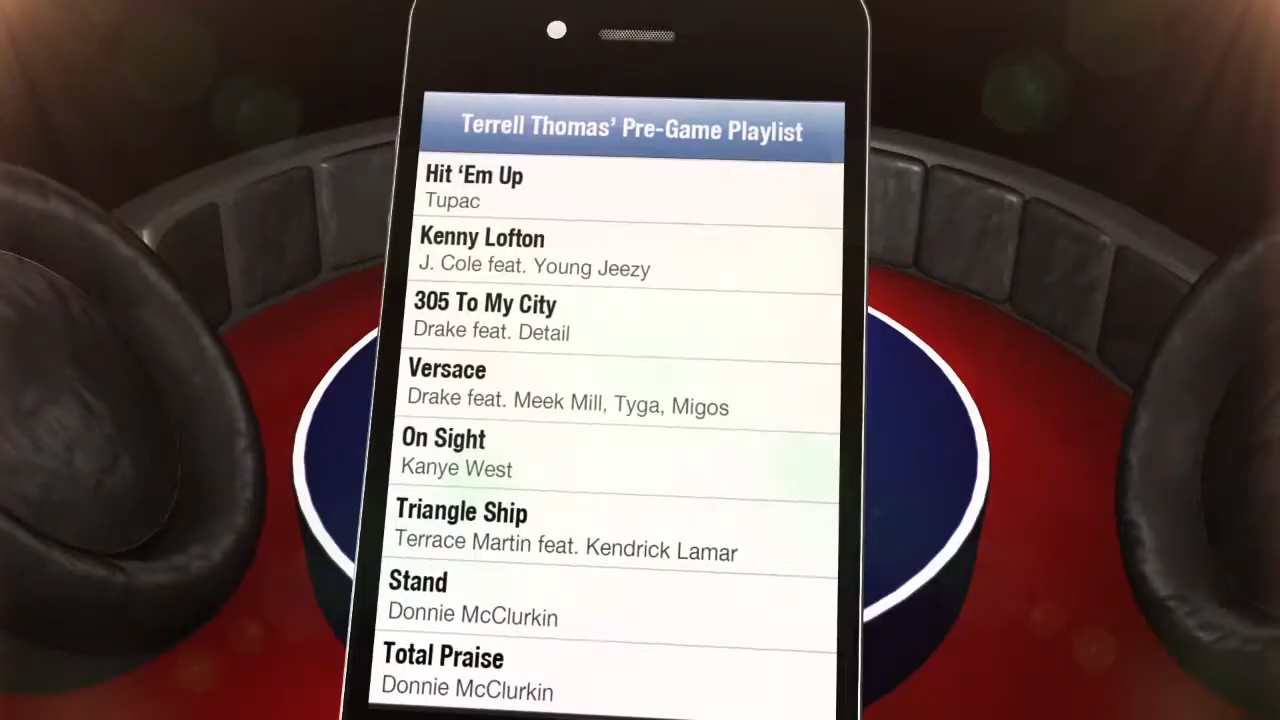 Terrell Thomas’ Pre-Game Playlist
Hit ‘Em Up
Tupac
Kenny Lofton
J. Cole feat. Young Jeezy
305 To My City
Drake feat. Detail
Versace
Drake feat. Meek Mill, Tyga, Migos
On Sight
Kanye West
Triangle Ship
Terrace Martin feat. Kendrick Lamar
Stand
Donnie McClurkin
Total Praise
Donnie McClurkin